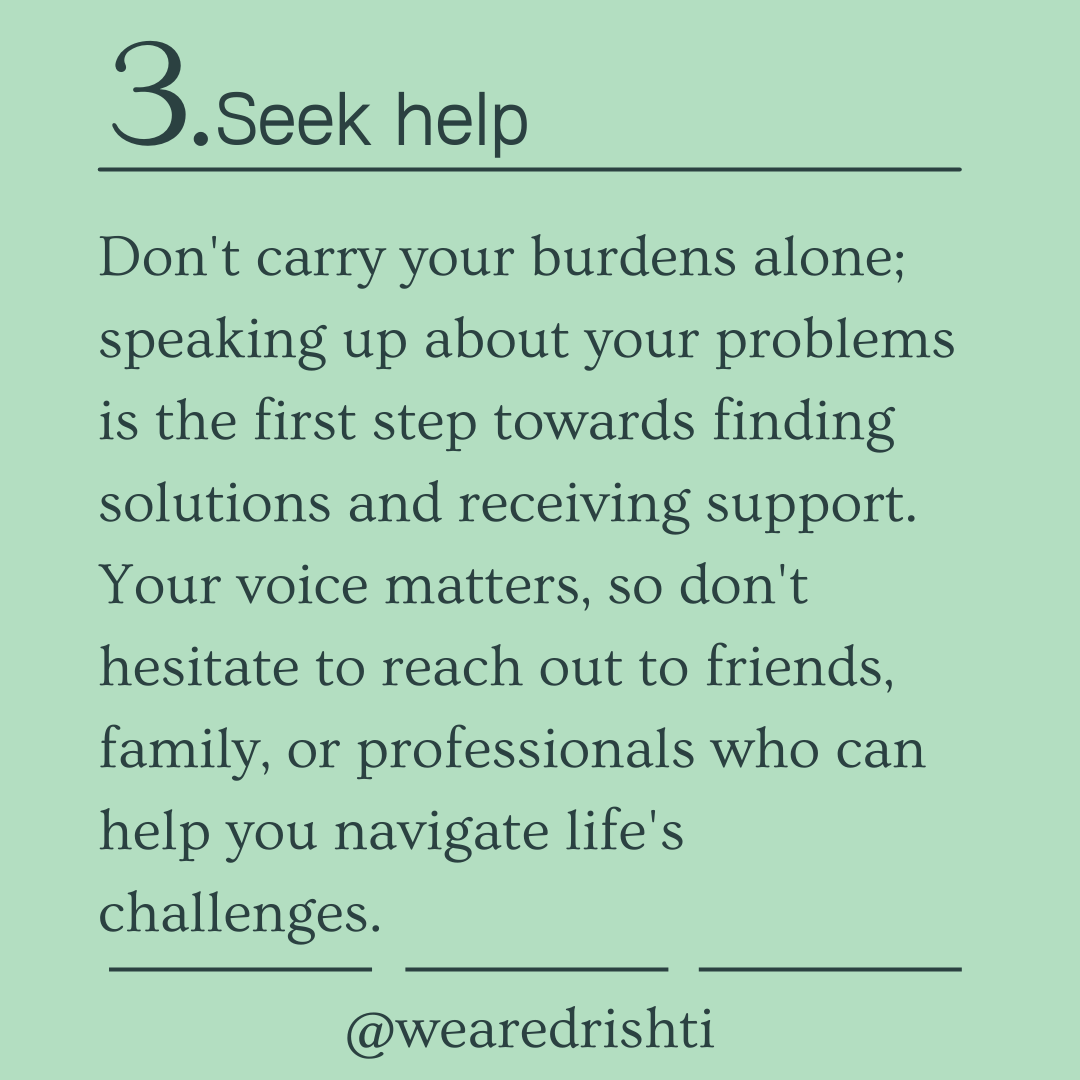 3.Seek help
Don't carry your burdens alone;
speaking up about your problems
is the first step towards finding
solutions and receiving support.
Your voice matters, so don't
hesitate to reach out to friends,
family, or professionals who can
help you navigate life's
challenges.
@wearedrishti